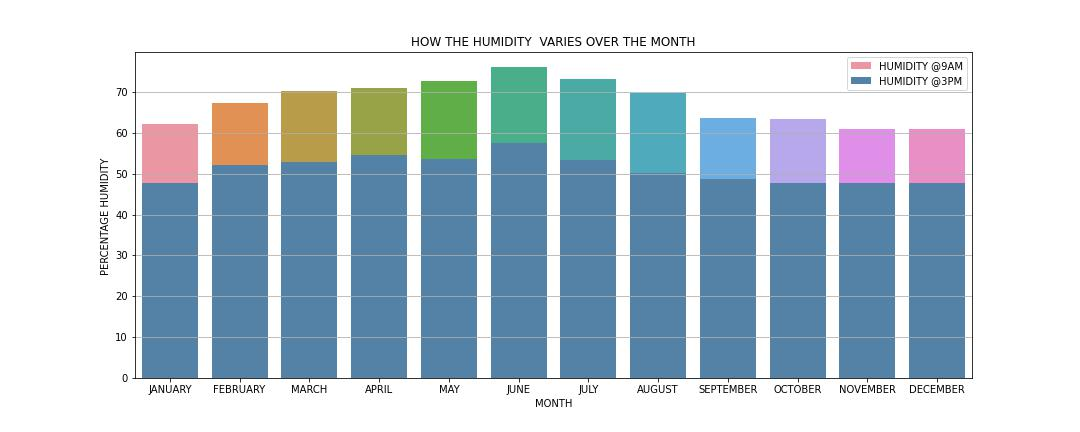 HOW THE HUMIDITY  VARIES OVER THE MONTH
HUMIDITY @9AM
HUMIDITY @3PM
PERCENTAGE HUMIDITY
70
60
50
40
30
20
10
0
JANUARY FEBRUARY MARCH APRIL MAY JUNE JULY AUGUST SEPTEMBER OCTOBER NOVEMBER DECEMBER
MONTH